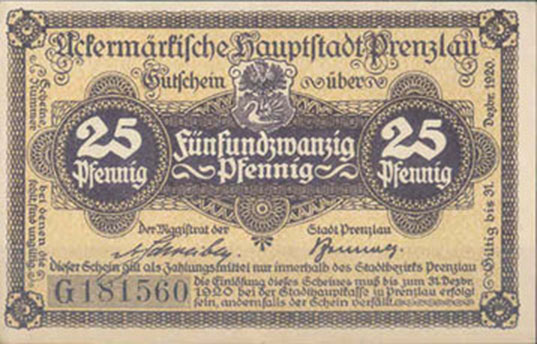 Uckermärkische Hauptstadt Prenzlau
Gutschein über
25 Pfennig
Fünfundzwanzig
Pfennig
25 Pfennig
Der Magistrat der Stadt Prenzlau
Dieser Schein gilt als Zahlungsmittel nur innerhalb des Stadtbezirks Prenzlau
G181560
Die Einlösung dieses Scheines muß bis zum 31. Dezbr.
1920 bei der Stadthauptkasse in Prenzlau erfolgt
sein, andernfalls der Schein verfällt.
Gültig bis 31. Dezbr. 1920.